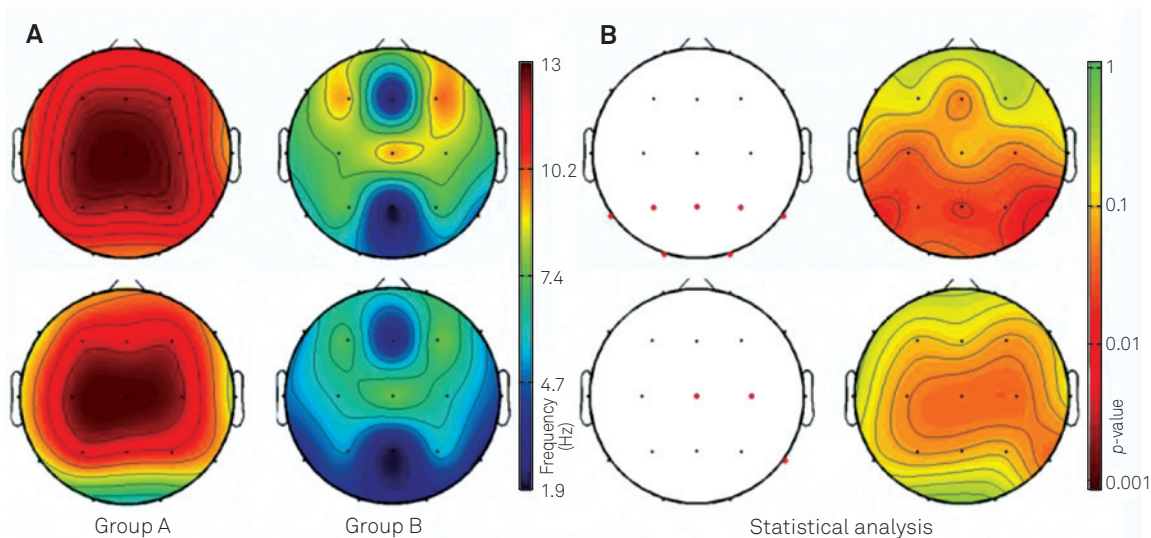 A
B
13
10.2
7.4
4.7
1.9
Frequency
(Hz)
1
0.1
0.01
0.001
p-value
Group A
Group B
Statistical analysis